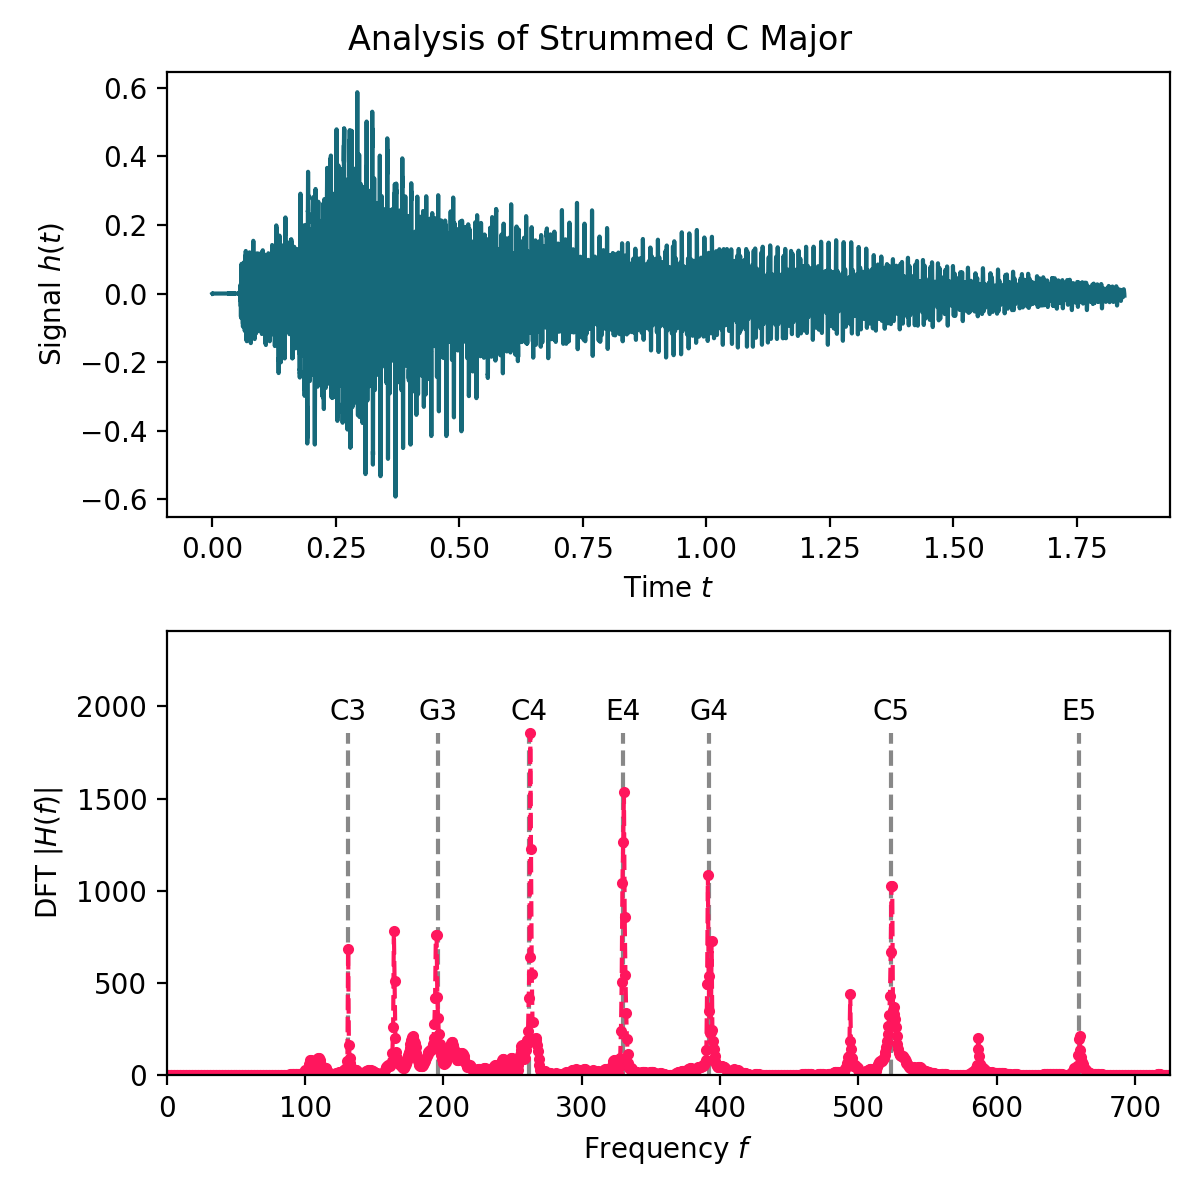 Analysis of Strummed C Major
0.6
0.4
0.2
0.0
−0.2
−0.4
−0.6
Signal h(t)
0.00 0.25 0.50 0.75 1.00 1.25 1.50 1.75
Time t
2000
1500
1000
500
0
DFT |H(f)|
C3 G3 C4 E4 G4 C5 E5
0 100 200 300 400 500 600 700
Frequency f